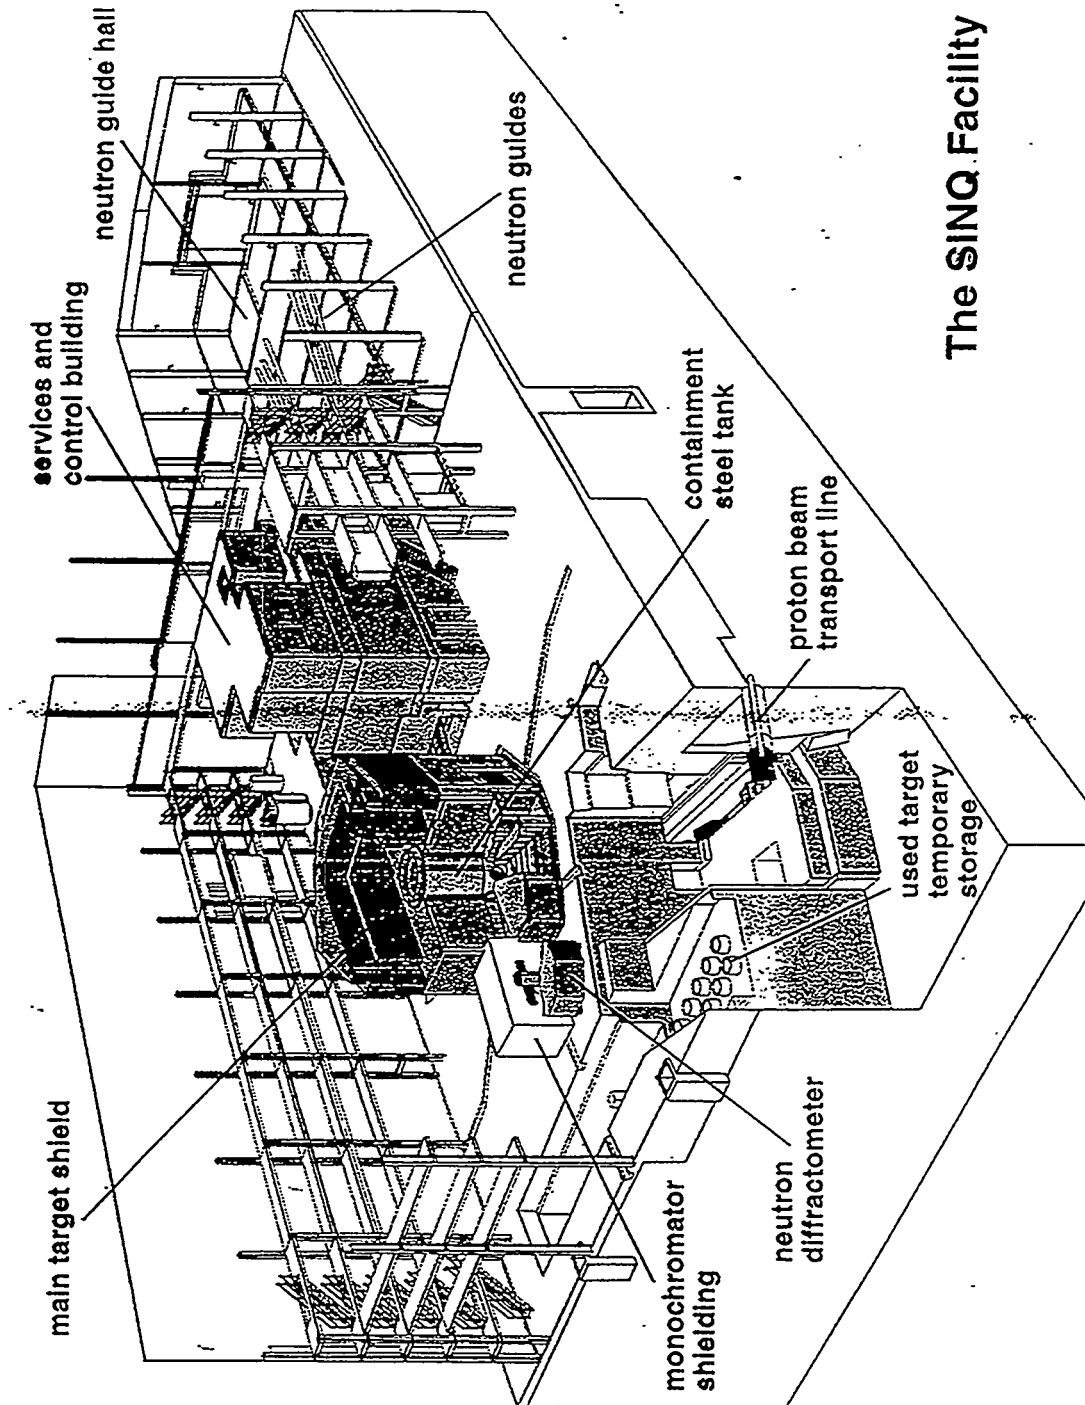 main target shield
services and
control building
neutron guide hall
neutron guides
containment
steel tank
proton beam
transport line
used target
temporary
storage
neutron
diffractometer
monochromator
shielding
The SINQ Facility